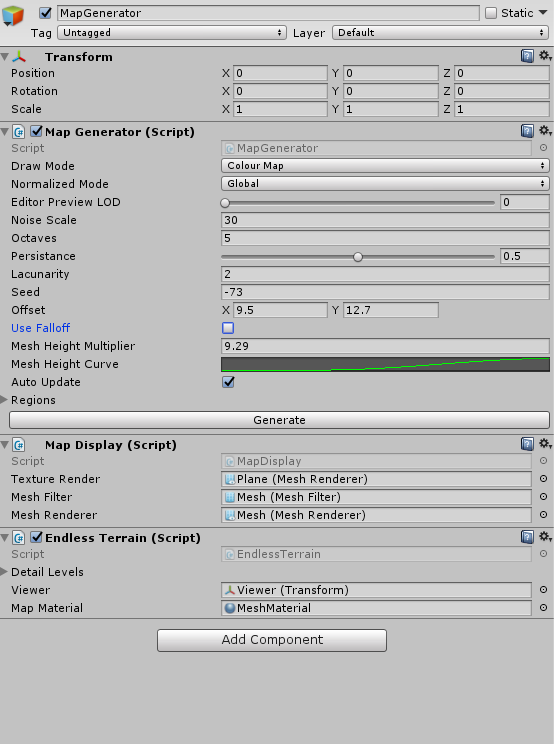 MapGenerator Static
Tag Untagged Layer Default
Transform
Position X 0 Y 0 Z 0
Rotation X 0 Y 0 Z 0
Scale X 1 Y 1 Z 1
Map Generator (Script)
Script MapGenerator
Draw Mode Colour Map
Normalized Mode Global
Editor Preview LOD 0
Noise Scale 30
Octaves 5
Persistance 0.5
Lacunarity 2
Seed -73
Offset X 9.5 Y 12.7
Use Falloff
Mesh Height Multiplier 9.29
Mesh Height Curve
Auto Update
Regions
Generate
Map Display (Script)
Script MapDisplay
Texture Render Plane (Mesh Renderer)
Mesh Filter Mesh (Mesh Filter)
Mesh Renderer Mesh (Mesh Renderer)
Endless Terrain (Script)
Script EndlessTerrain
Detail Levels
Viewer Viewer (Transform)
Map Material MeshMaterial
Add Component